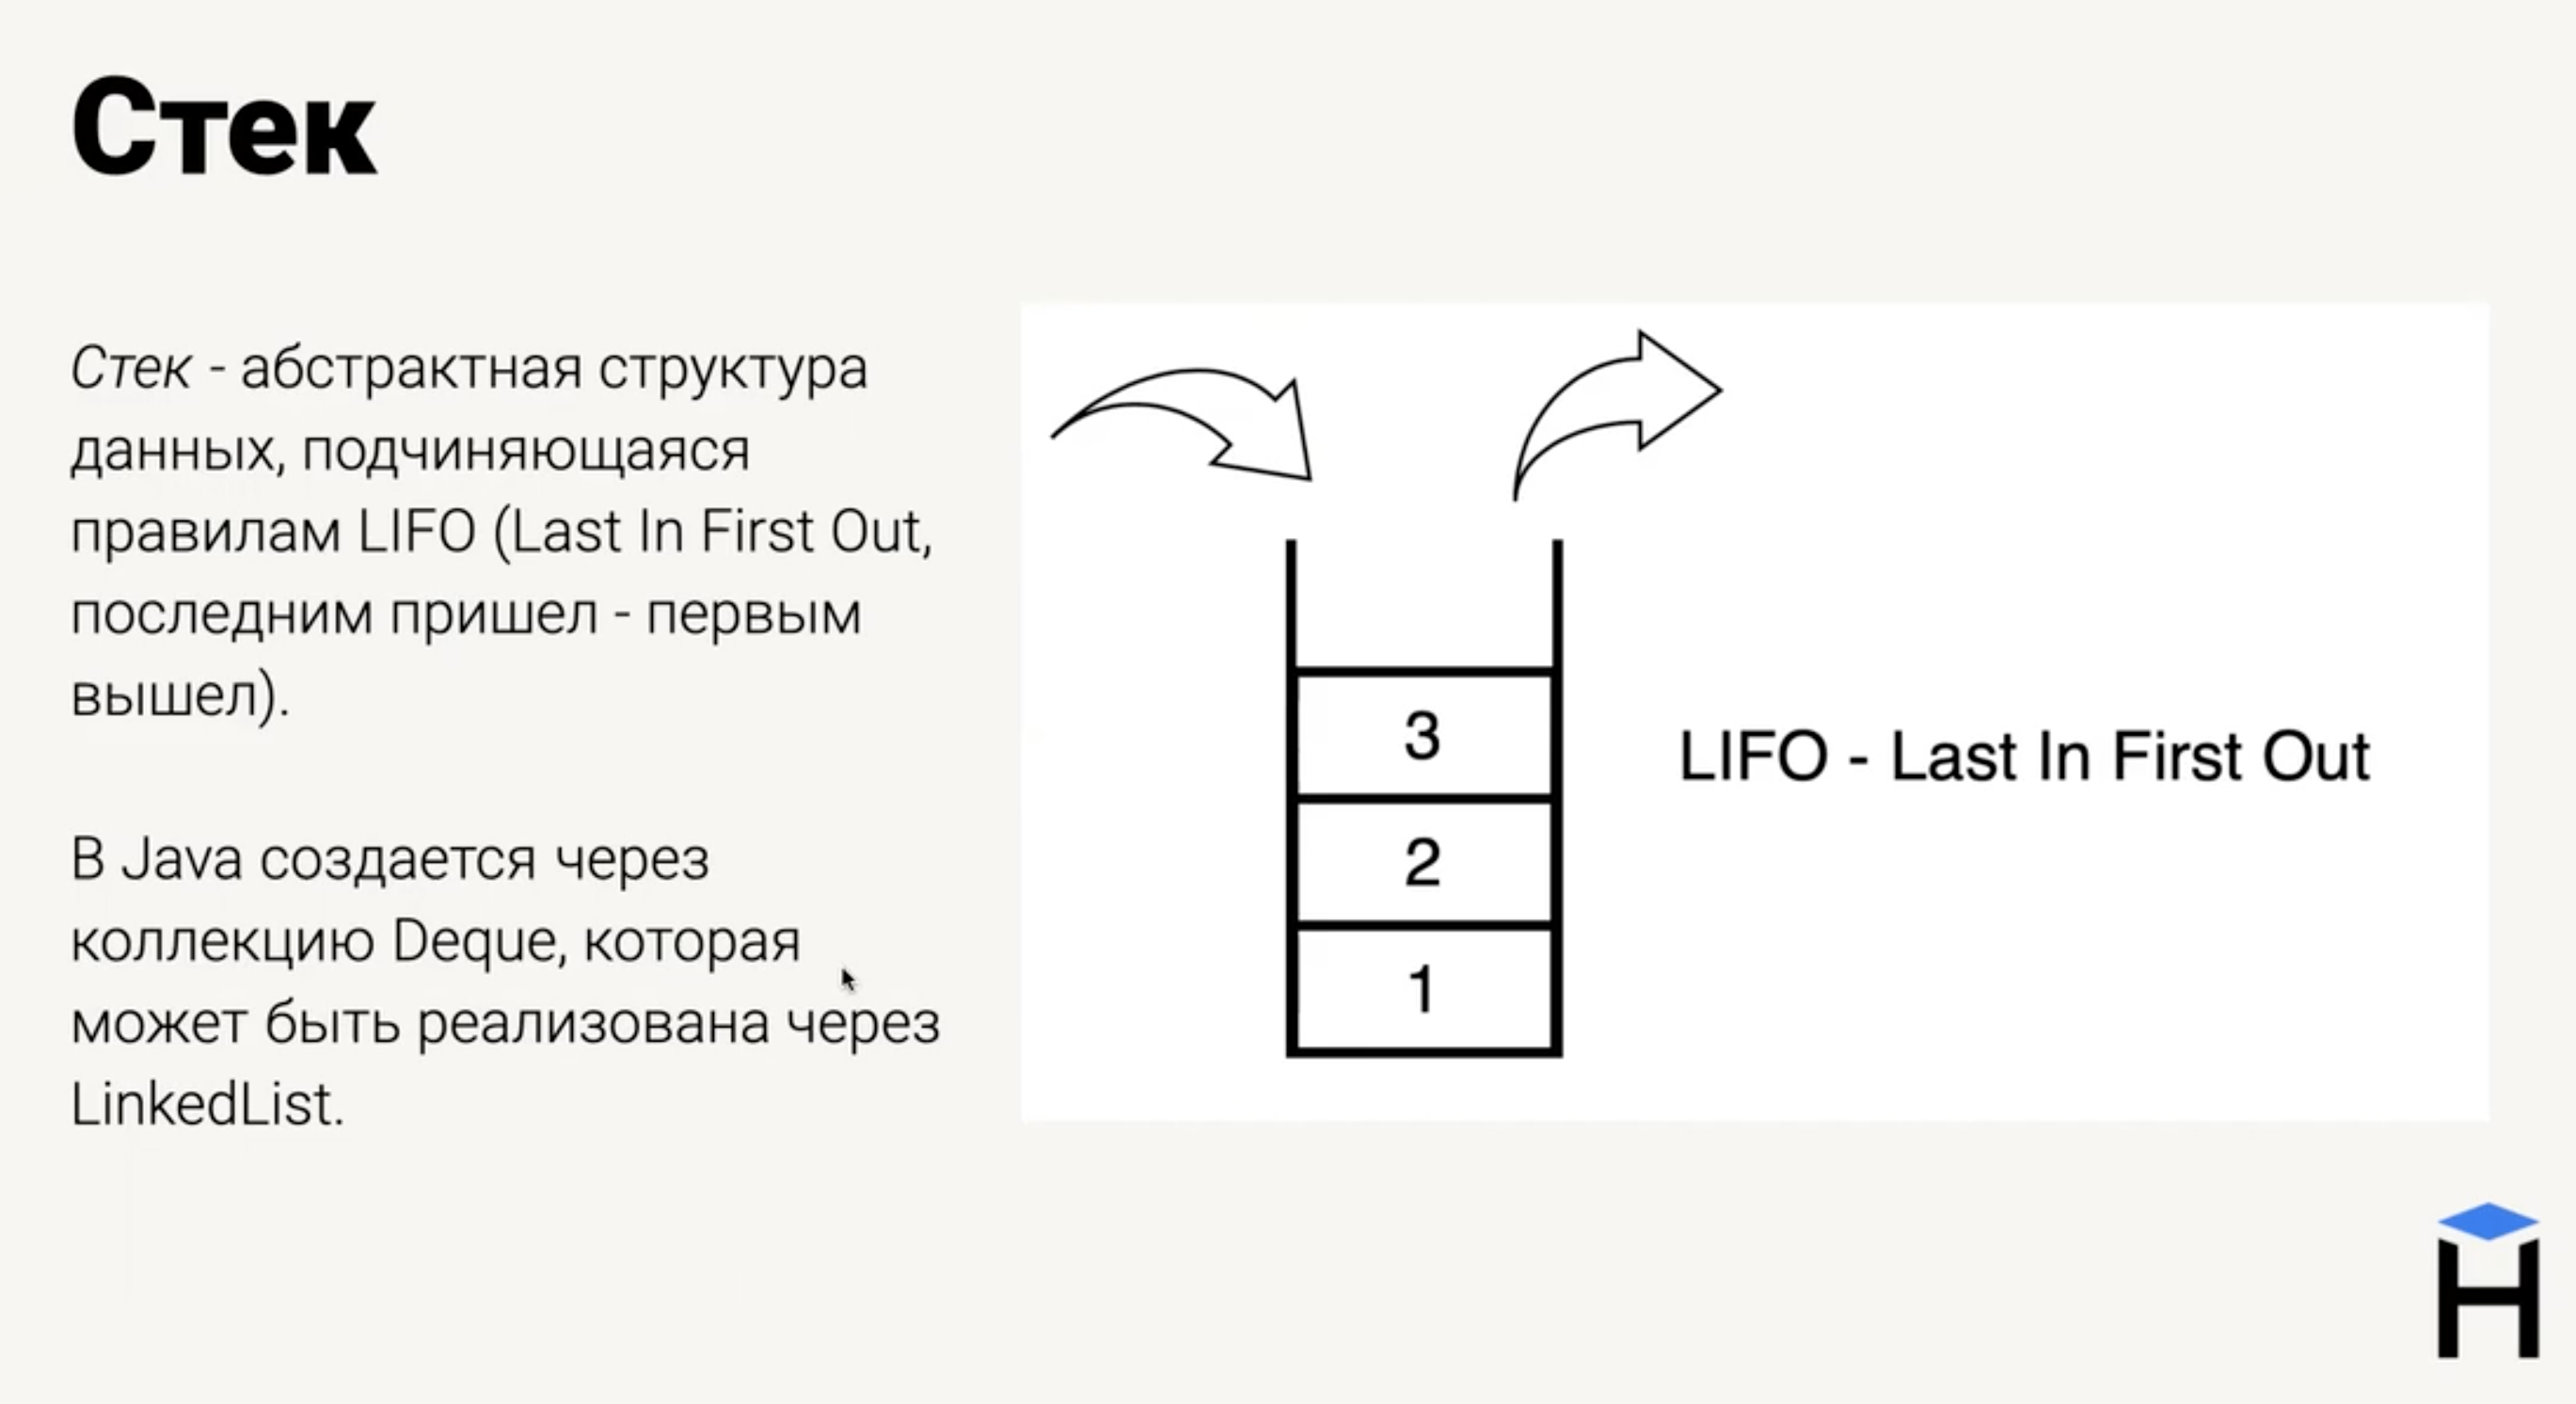 Стек
Стек - абстрактная структура
данных, подчиняющаяся
правилам LIFO (Last In First Out,
последним пришел - первым
вышел).
В Java создается через
коллекцию Deque, которая
может быть реализована через
LinkedList.
3
2
1
LIFO - Last In First Out
H